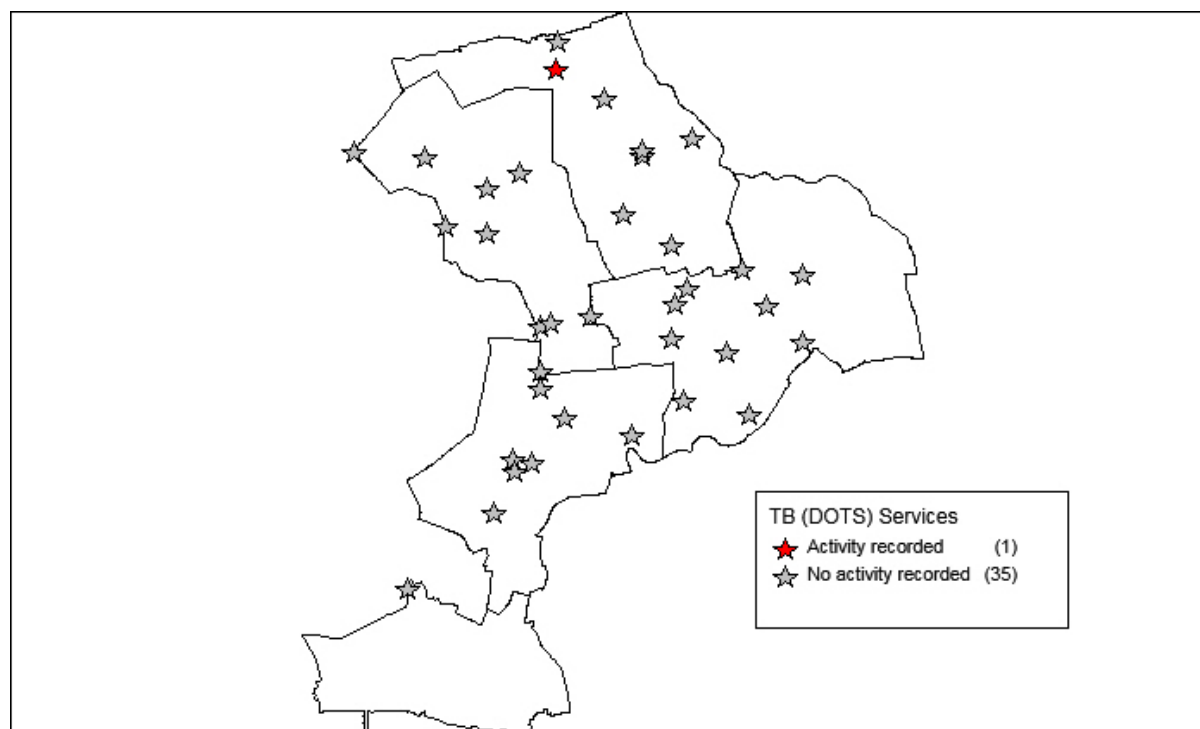 TB (DOTS) Services
Activity recorded (1)
No activity recorded (35)